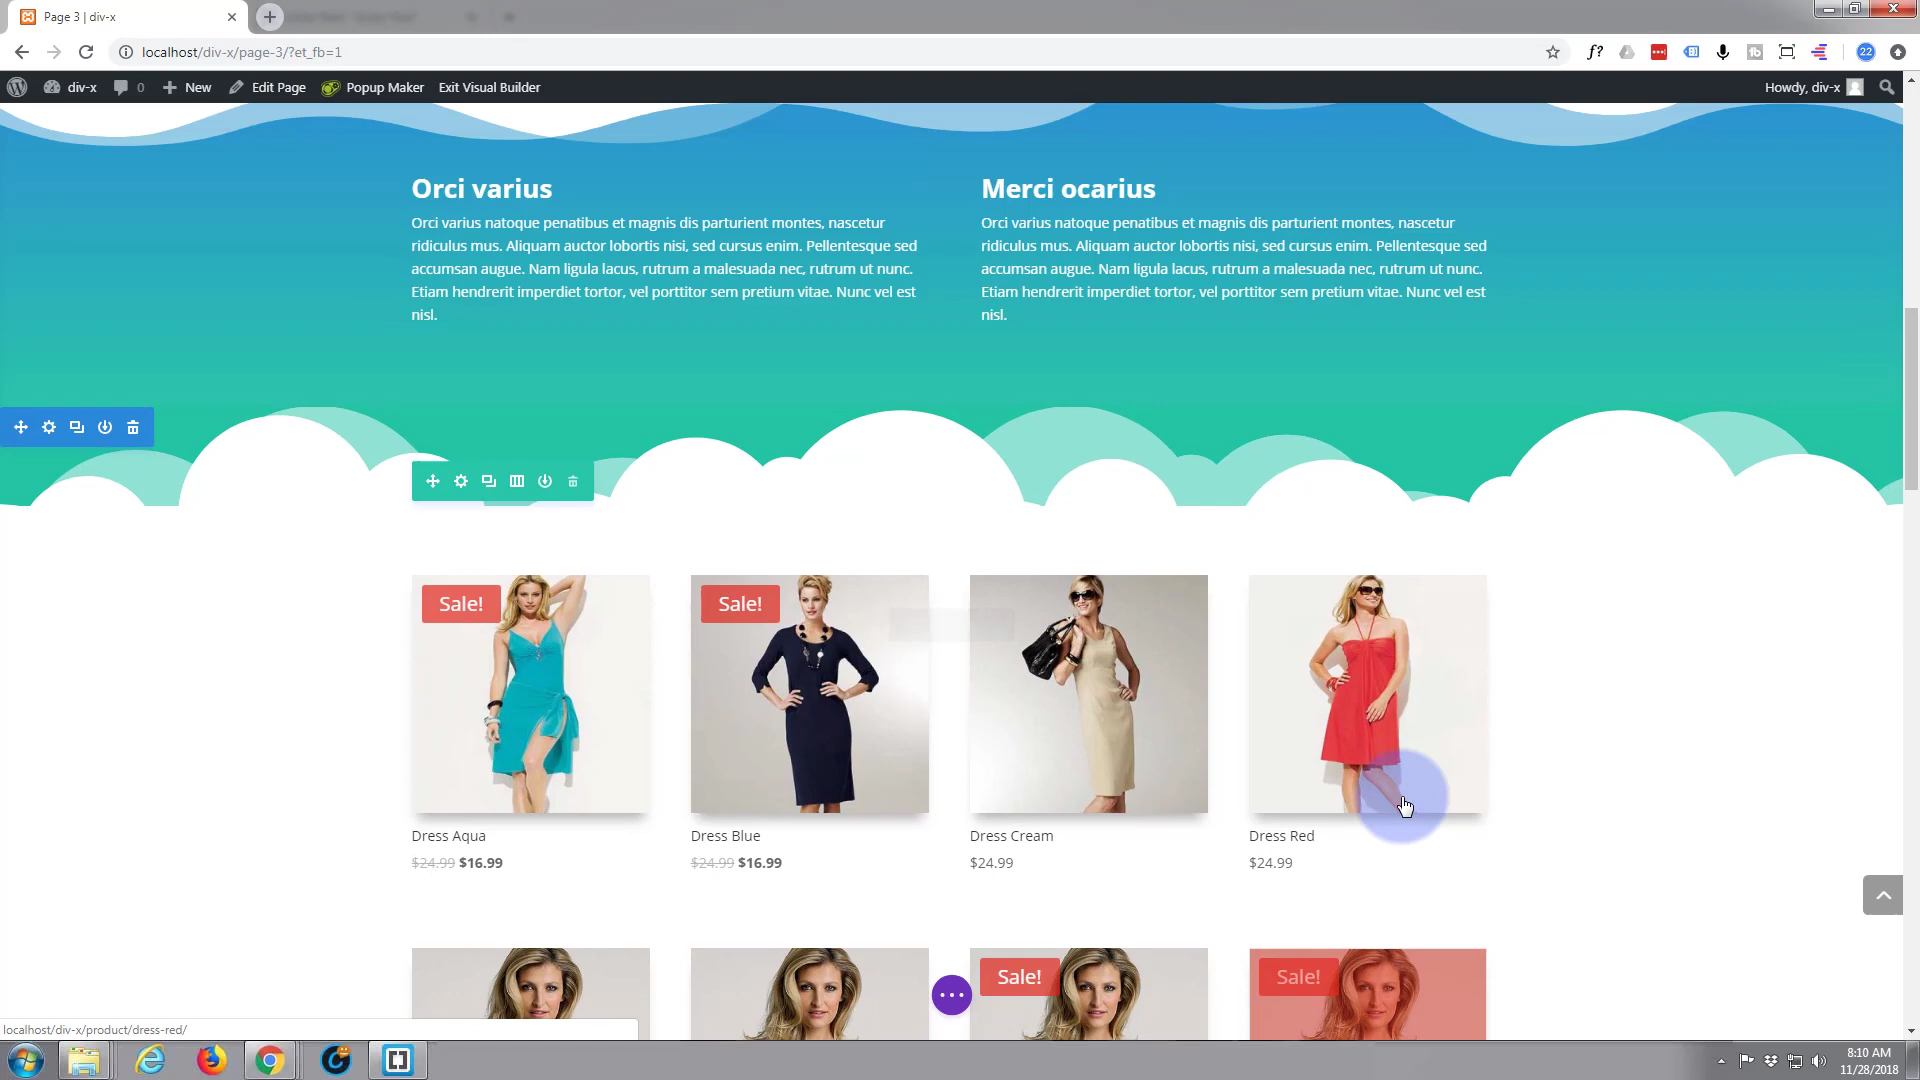 Page 3 | div-x
localhost/div-x/page-3/?et_fb=1
f?
22
div-x
0
New
Edit Page
Popup Maker
Exit Visual Builder
Howdy, div-x
Orci varius
Orci varius natoque penatibus et magnis dis parturient montes, nascetur
ridiculus mus. Aliquam auctor lobortis nisi, sed cursus enim. Pellentesque sed
accumsan augue. Nam ligula lacus, rutrum a malesuada nec, rutrum ut nunc.
Etiam hendrerit imperdiet tortor, vel porttitor sem pretium vitae. Nunc vel est
nisl.
Merci ocarius
Orci varius natoque penatibus et magnis dis parturient montes, nascetur
ridiculus mus. Aliquam auctor lobortis nisi, sed cursus enim. Pellentesque sed
accumsan augue. Nam ligula lacus, rutrum a malesuada nec, rutrum ut nunc.
Etiam hendrerit imperdiet tortor, vel porttitor sem pretium vitae. Nunc vel est
nisl.
Sale!
Sale!
Dress Aqua
$24.99 $16.99
Dress Blue
$24.99 $16.99
Dress Cream
$24.99
Dress Red
$24.99
Sale!
Sale!
localhost/div-x/product/dress-red/
8:10 AM
11/28/2018